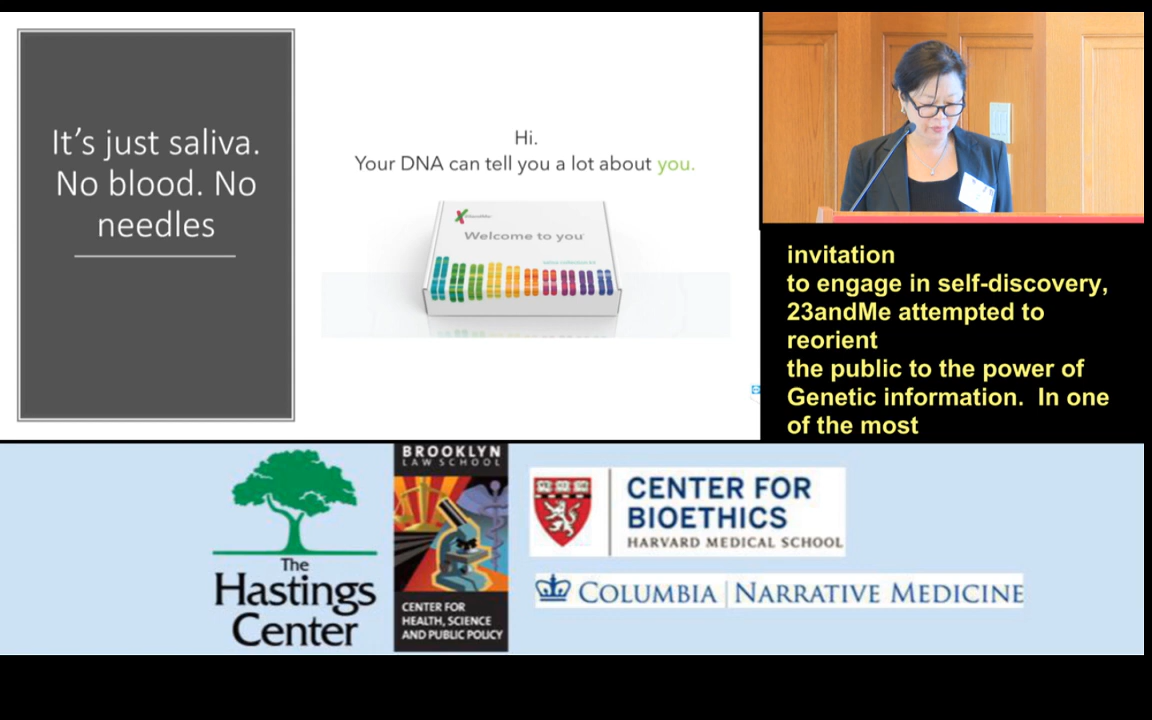 It's just saliva.
No blood. No
needles
Hi.
Your DNA can tell you a lot about you.
23andMe
Welcome to you
invitation
to engage in self-discovery,
23andMe attempted to
reorient
the public to the power of
Genetic information.  In one
of the most
The
Hastings
Center
BROOKLYN
LAW SCHOOL
CENTER FOR
HEALTH, SCIENCE
AND PUBLIC POLICY
CENTER FOR
BIOETHICS
HARVARD MEDICAL SCHOOL
COLUMBIA | NARRATIVE MEDICINE